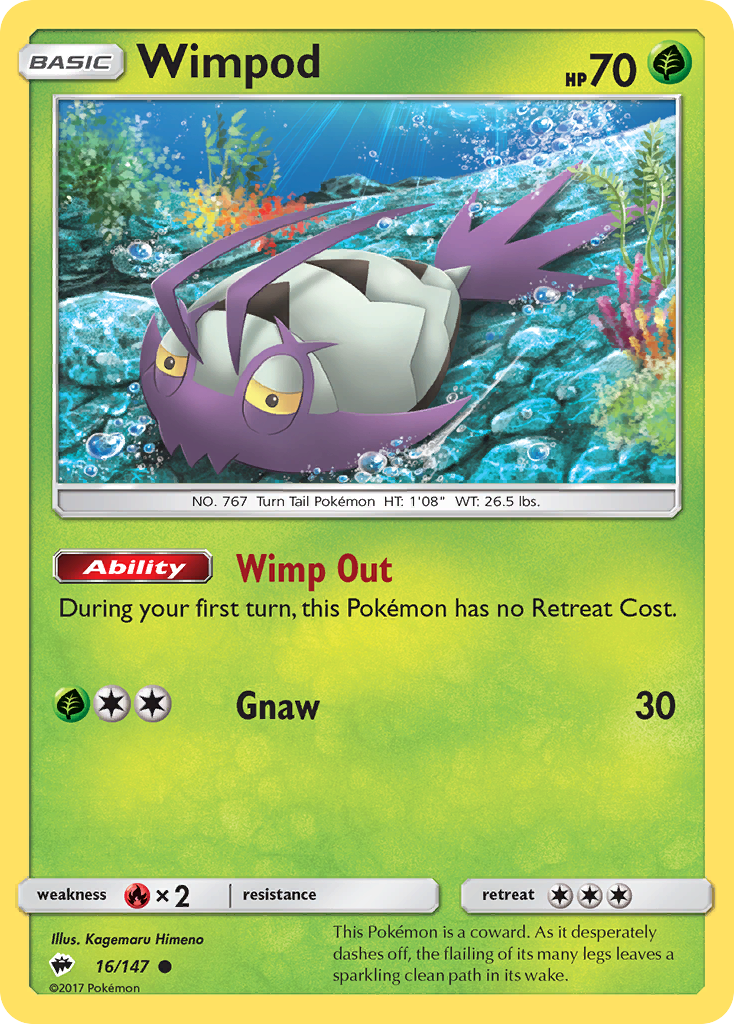 BASIC Wimpod HP70
NO. 767 Turn Tail Pokémon HT: 1'08" WT: 26.5 lbs.
Ability Wimp Out
During your first turn, this Pokémon has no Retreat Cost.
Gnaw 30
weakness ×2 resistance retreat
Illus. Kagemaru Himeno
16/147
©2017 Pokémon
This Pokémon is a coward. As it desperately
dashes off, the flailing of its many legs leaves a
sparkling clean path in its wake.